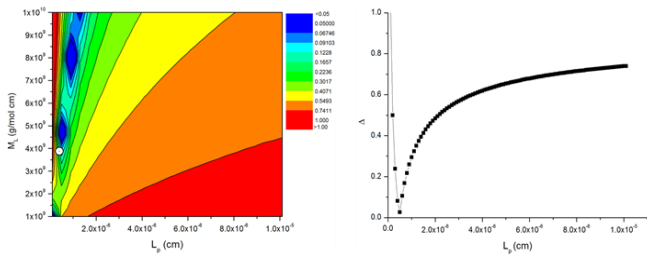 1x10¹⁰
9x10⁹
8x10⁹
7x10⁹
6x10⁹
5x10⁹
4x10⁹
3x10⁹
2x10⁹
1x10⁹
M_L (g/mol cm)
2.0x10⁻⁶ 4.0x10⁻⁶ 6.0x10⁻⁶ 8.0x10⁻⁶ 1.0x10⁻⁵
L_p (cm)
<0.05
0.05000
0.06746
0.09103
0.1228
0.1657
0.2236
0.3017
0.4071
0.5493
0.7411
1.000
>1.00
1.0
0.8
0.6
0.4
0.2
0.0
Δ
0.0 2.0x10⁻⁶ 4.0x10⁻⁶ 6.0x10⁻⁶ 8.0x10⁻⁶ 1.0x10⁻⁵
L_p (cm)